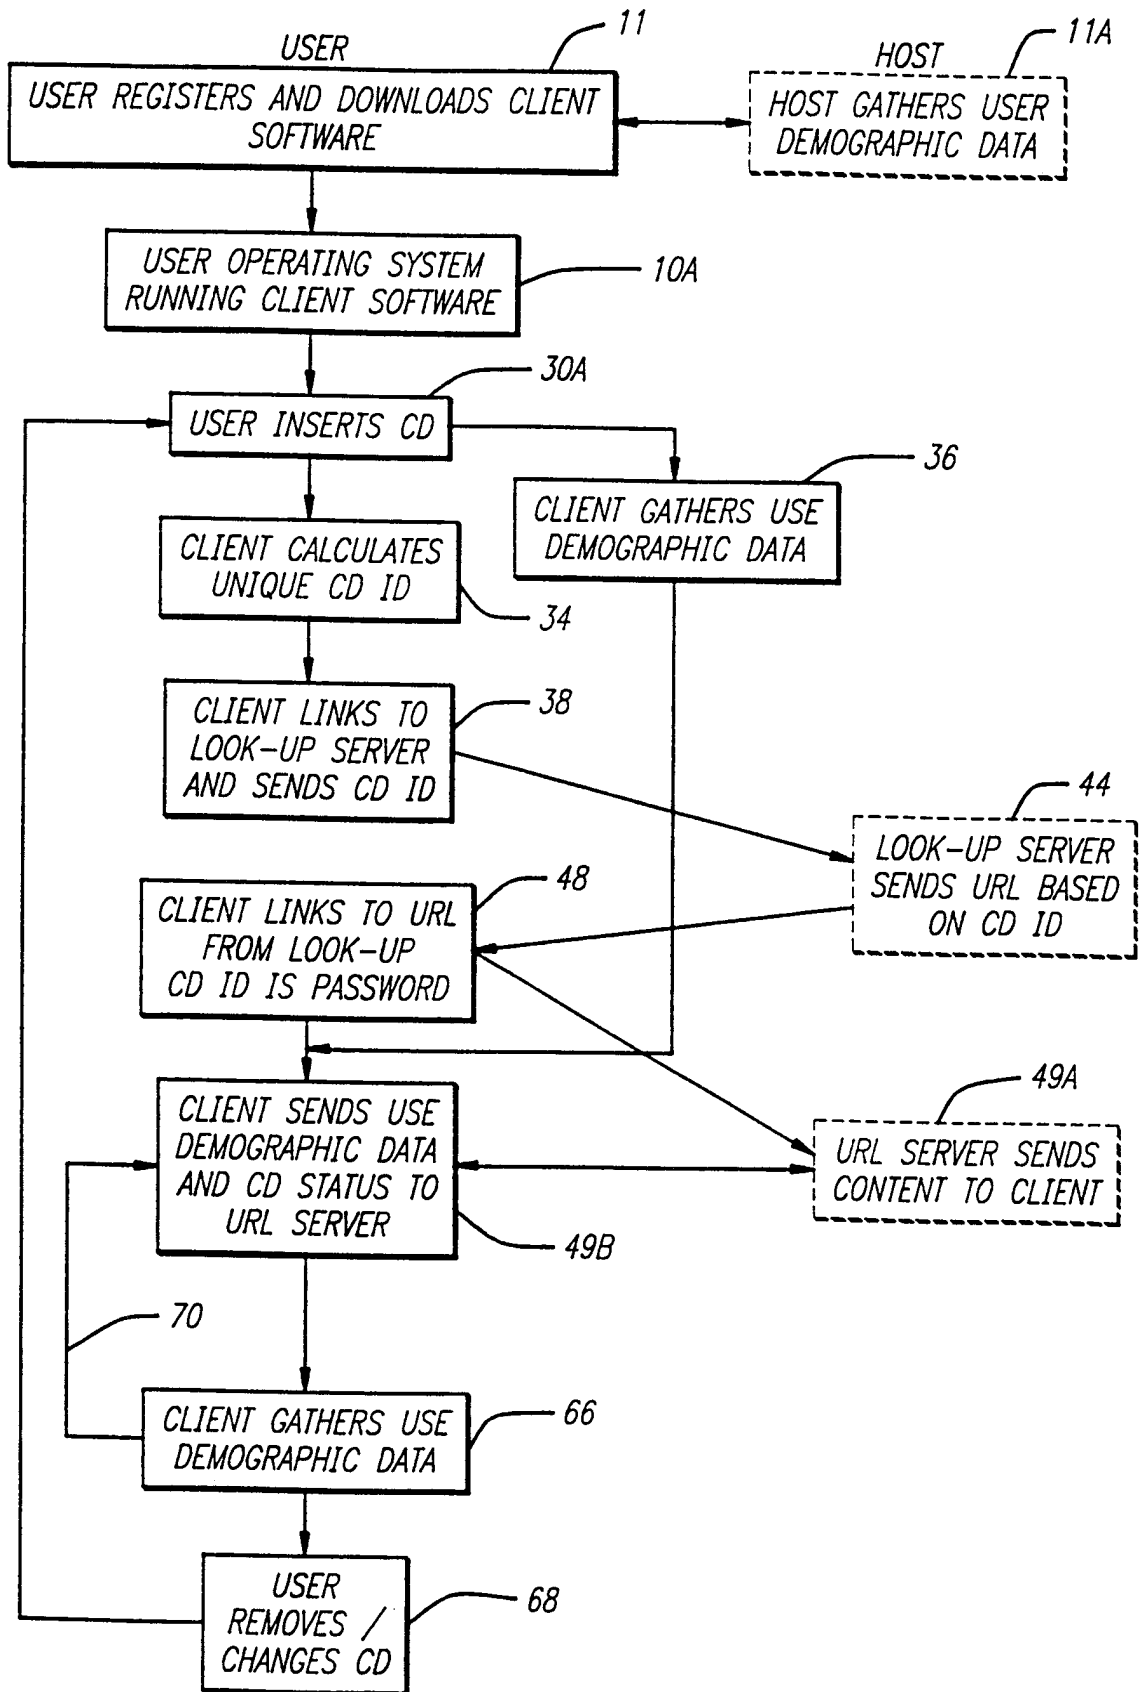 11
11A
USER
HOST
USER REGISTERS AND DOWNLOADS CLIENT
SOFTWARE
HOST GATHERS USER
DEMOGRAPHIC DATA
USER OPERATING SYSTEM
RUNNING CLIENT SOFTWARE
10A
30A
USER INSERTS CD
36
CLIENT GATHERS USE
DEMOGRAPHIC DATA
CLIENT CALCULATES
UNIQUE CD ID
34
CLIENT LINKS TO
LOOK-UP SERVER
AND SENDS CD ID
38
44
LOOK-UP SERVER
SENDS URL BASED
ON CD ID
48
CLIENT LINKS TO URL
FROM LOOK-UP
CD ID IS PASSWORD
49A
CLIENT SENDS USE
DEMOGRAPHIC DATA
AND CD STATUS TO
URL SERVER
URL SERVER SENDS
CONTENT TO CLIENT
49B
70
CLIENT GATHERS USE
DEMOGRAPHIC DATA
66
USER
REMOVES /
CHANGES CD
68